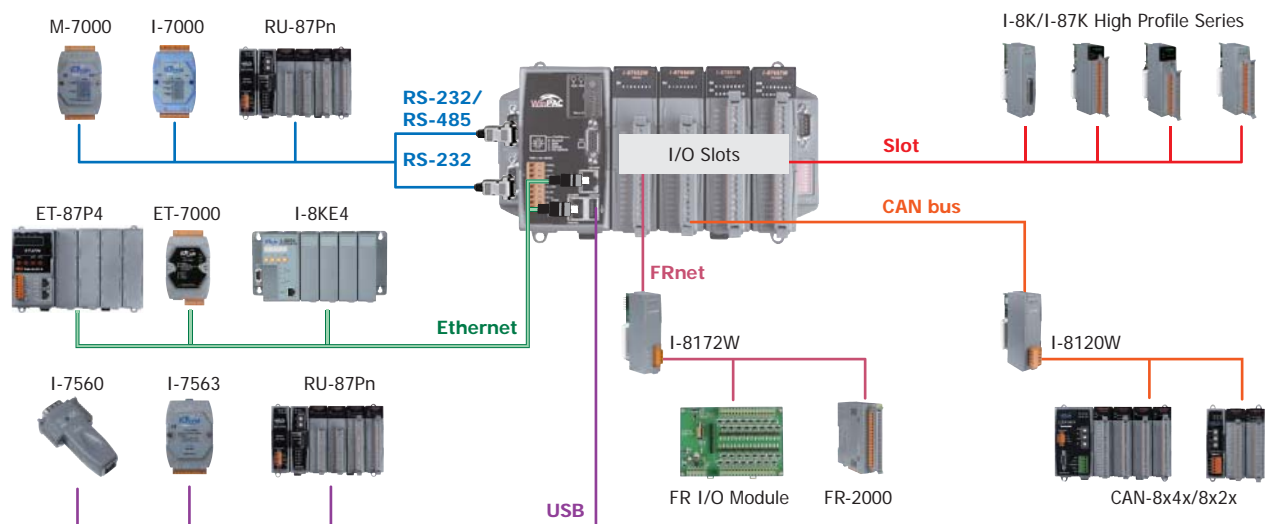 M-7000
I-7000
RU-87Pn
I-8K/I-87K High Profile Series
RS-232/
RS-485
RS-232
WinPAC
I/O Slots
Slot
CAN bus
FRnet
ET-87P4
ET-7000
I-8KE4
Ethernet
I-8172W
I-8120W
I-7560
I-7563
RU-87Pn
USB
FR I/O Module
FR-2000
CAN-8x4x/8x2x